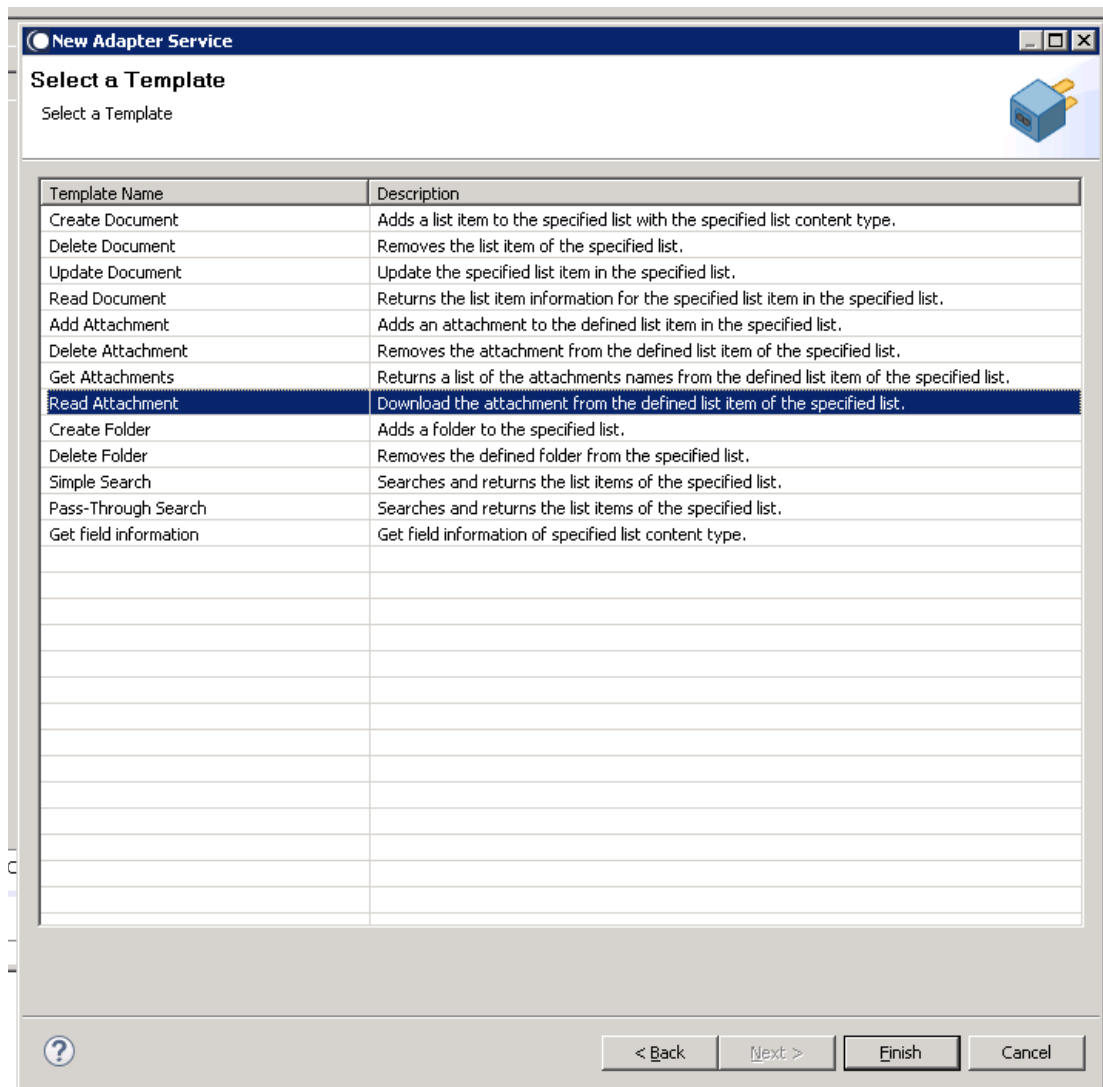 New Adapter Service
Select a Template
Select a Template
Template Name Description
Create Document Adds a list item to the specified list with the specified list content type.
Delete Document Removes the list item of the specified list.
Update Document Update the specified list item in the specified list.
Read Document Returns the list item information for the specified list item in the specified list.
Add Attachment Adds an attachment to the defined list item in the specified list.
Delete Attachment Removes the attachment from the defined list item of the specified list.
Get Attachments Returns a list of the attachments names from the defined list item of the specified list.
Read Attachment Download the attachment from the defined list item of the specified list.
Create Folder Adds a folder to the specified list.
Delete Folder Removes the defined folder from the specified list.
Simple Search Searches and returns the list items of the specified list.
Pass-Through Search Searches and returns the list items of the specified list.
Get field information Get field information of specified list content type.
? < Back Next > Finish Cancel